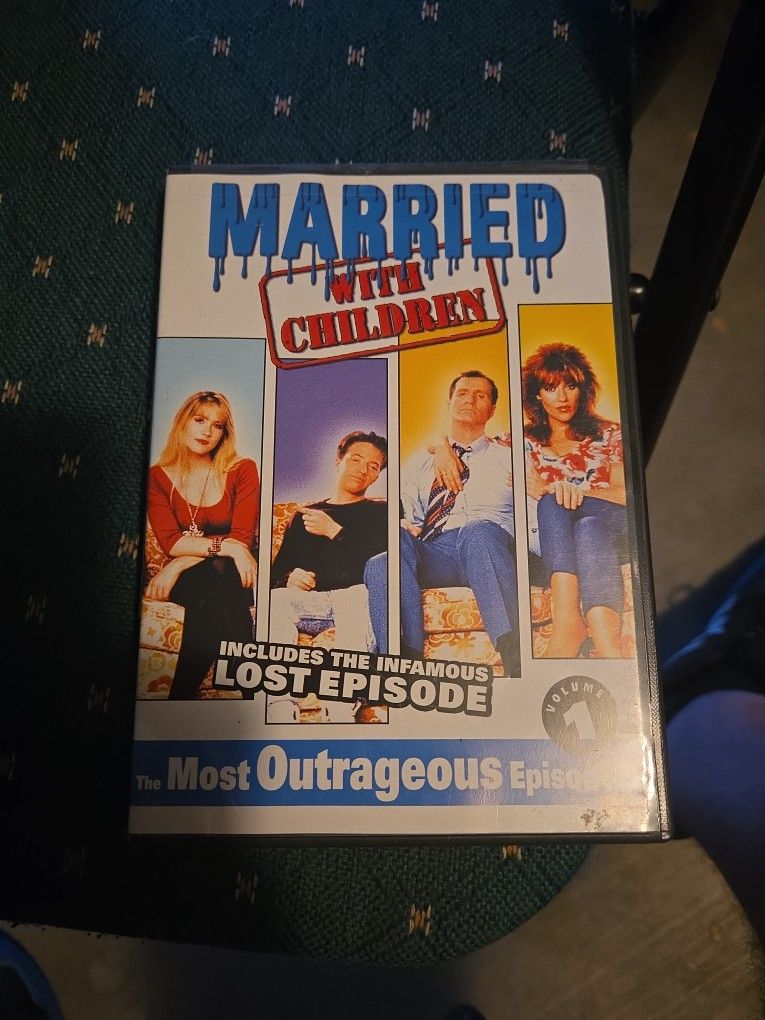 MARRIED
WITH
CHILDREN
INCLUDES THE INFAMOUS
LOST EPISODE
VOLUME
1
The Most Outrageous